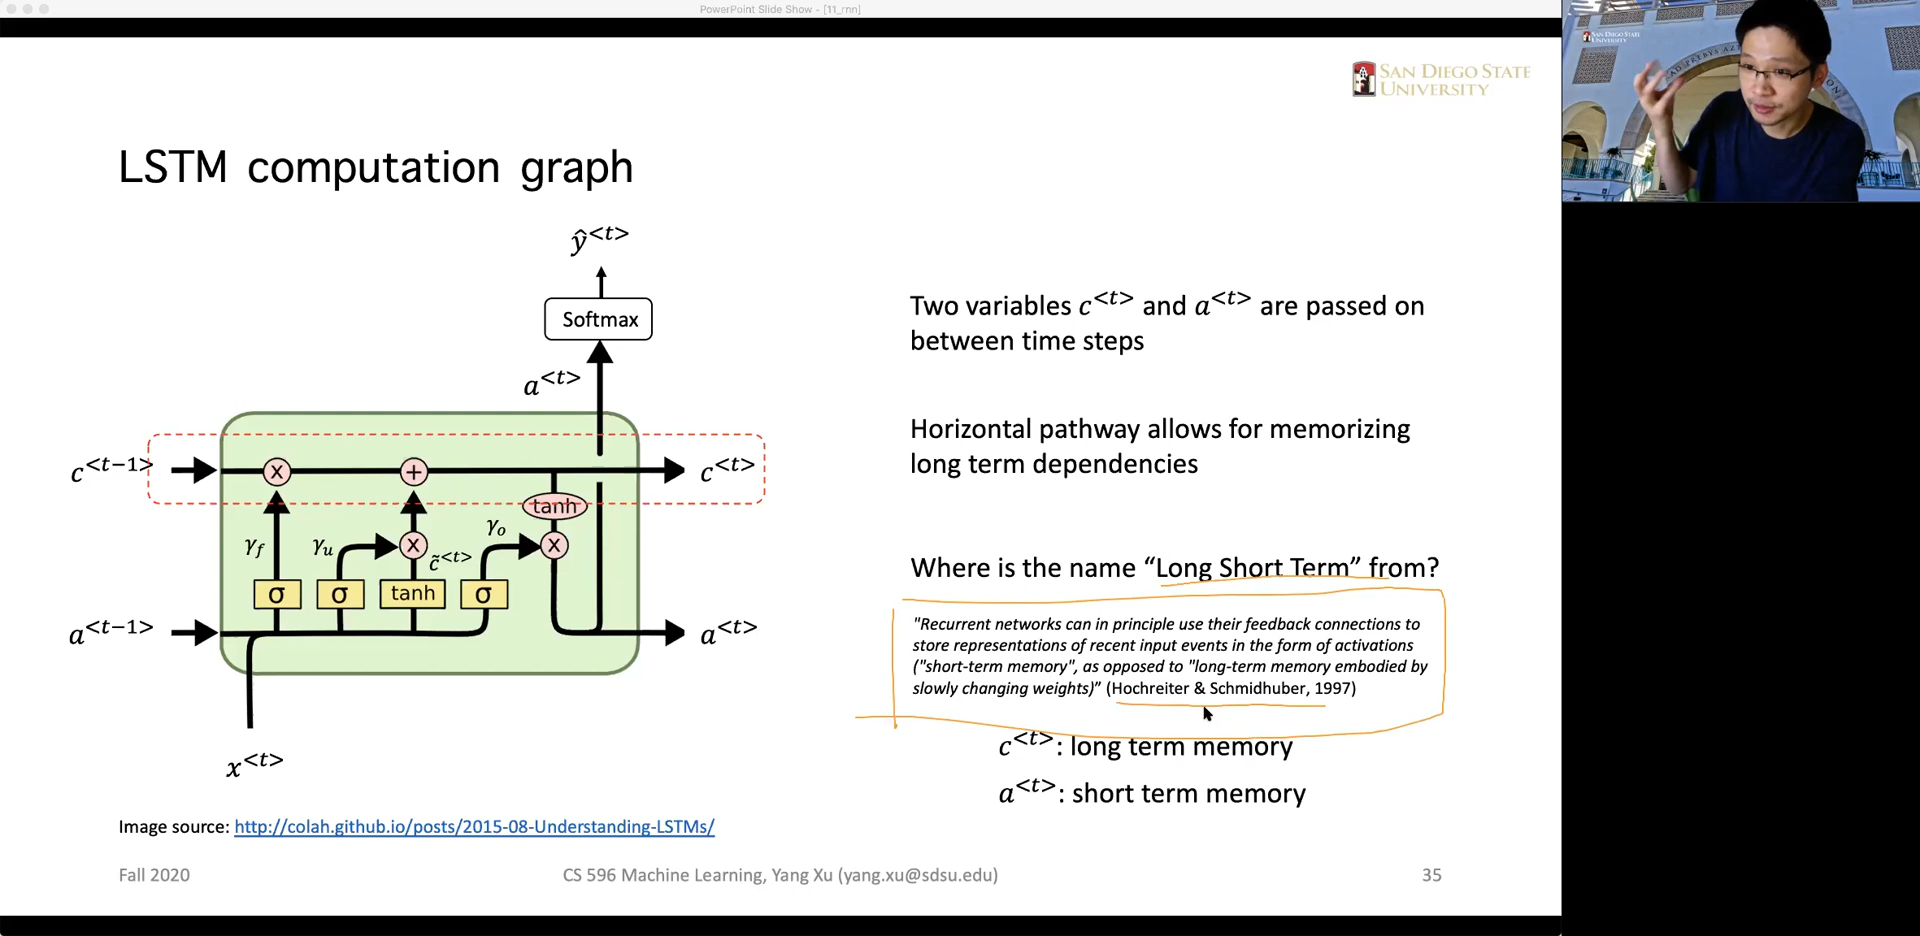 PowerPoint Slide Show - [11_rnn]
SAN DIEGO STATE
UNIVERSITY
SAN DIEGO STATE
UNIVERSITY
LSTM computation graph
ŷ<t>
Softmax
a<t>
c<t-1>
x
+
c<t>
tanh
γf
γu
x
c̃<t>
γo
x
σ
σ
tanh
σ
a<t-1>
a<t>
x<t>
Image source: http://colah.github.io/posts/2015-08-Understanding-LSTMs/
Two variables c<t> and a<t> are passed on
between time steps
Horizontal pathway allows for memorizing
long term dependencies
Where is the name “Long Short Term” from?
"Recurrent networks can in principle use their feedback connections to
store representations of recent input events in the form of activations
("short-term memory", as opposed to "long-term memory embodied by
slowly changing weights)” (Hochreiter & Schmidhuber, 1997)
c<t>: long term memory
a<t>: short term memory
Fall 2020
CS 596 Machine Learning, Yang Xu (yang.xu@sdsu.edu)
35